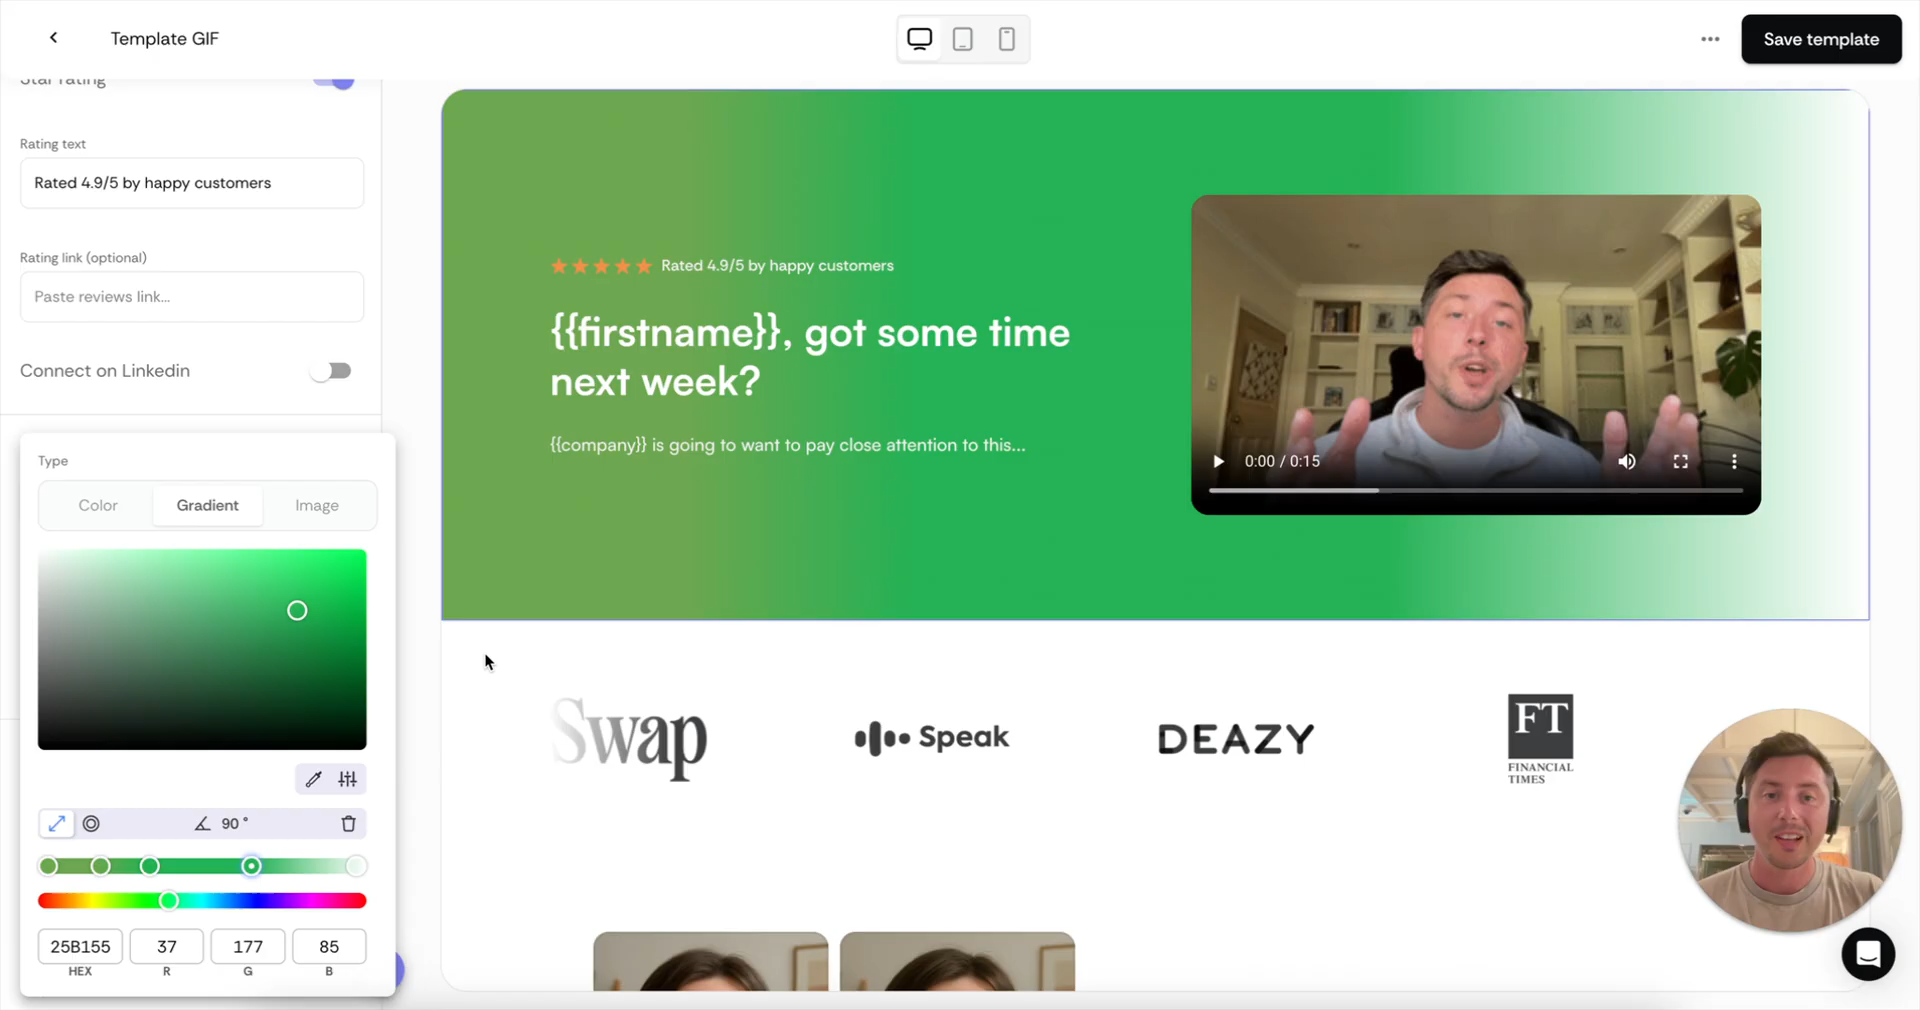 Template GIF
Save template
Star rating
Rating text
Rated 4.9/5 by happy customers
Rating link (optional)
Paste reviews link...
Connect on Linkedin
Type
Color
Gradient
Image
90 °
25B155
37
177
85
HEX
R
G
B
Rated 4.9/5 by happy customers
{{firstname}}, got some time
next week?
{{company}} is going to want to pay close attention to this...
0:00 / 0:15
Swap
Speak
DEAZY
FT
FINANCIAL
TIMES